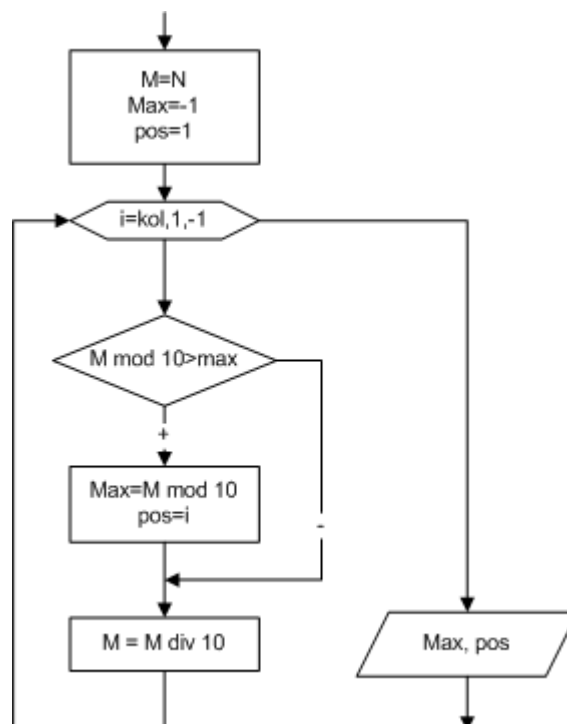 M=N
Max=-1
pos=1
i=kol,1,-1
M mod 10>max
+
Max=M mod 10
pos=i
-
M = M div 10
Max, pos